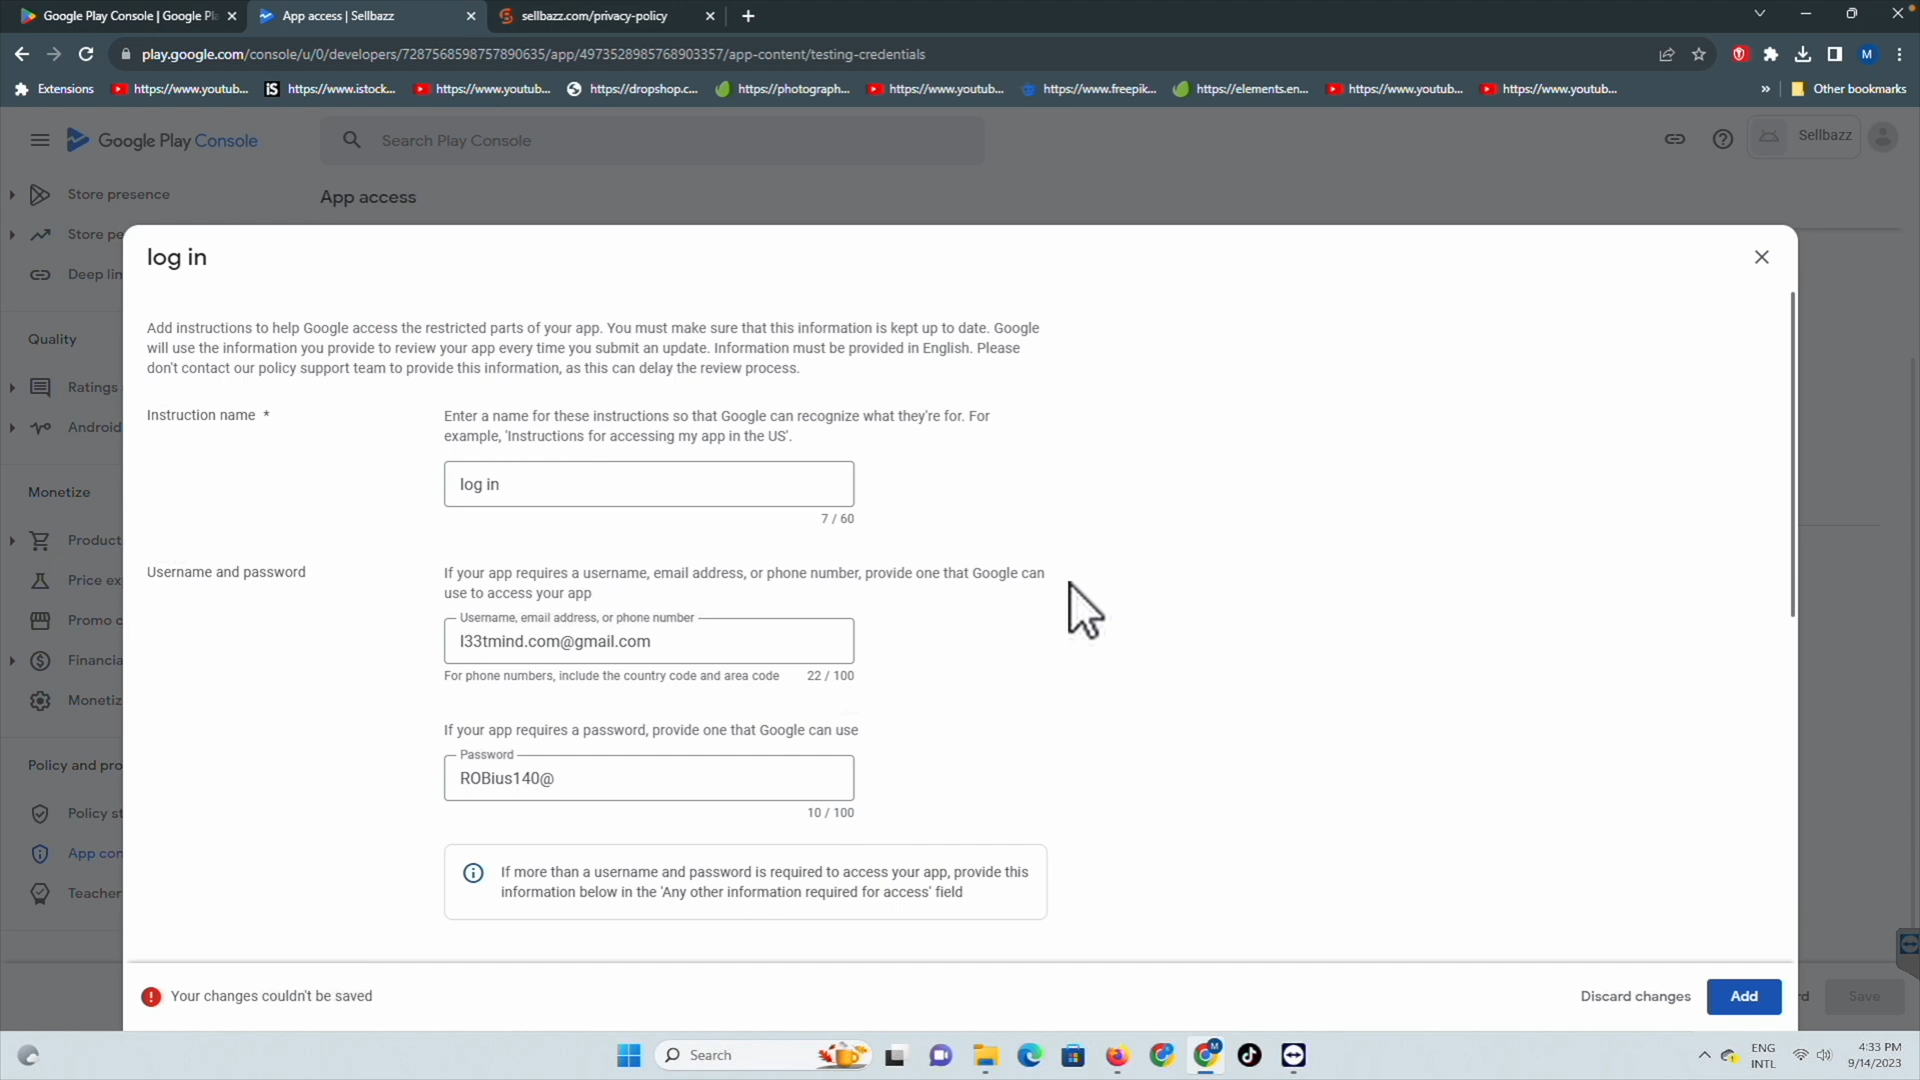 Google Play Console | Google Pla
App access | Sellbazz
sellbazz.com/privacy-policy
play.google.com/console/u/0/developers/7287568598757890635/app/4973528985768903357/app-content/testing-credentials
M
Extensions
https://www.youtub...
iS https://www.istock...
https://www.youtub...
https://dropshop.c...
https://photograph...
https://www.youtub...
https://www.freepik...
https://elements.en...
https://www.youtub...
https://www.youtub...
» Other bookmarks
Google Play Console
Search Play Console
Sellbazz
Store presence
App access
Store pe
Deep lin
Quality
Ratings
Android
Monetize
Product
Price ex
Promo c
Financia
Monetiz
Policy and pro
Policy st
App con
Teacher
log in
Add instructions to help Google access the restricted parts of your app. You must make sure that this information is kept up to date. Google
will use the information you provide to review your app every time you submit an update. Information must be provided in English. Please
don't contact our policy support team to provide this information, as this can delay the review process.
Instruction name *
Enter a name for these instructions so that Google can recognize what they're for. For
example, 'Instructions for accessing my app in the US'.
log in
7 / 60
Username and password
If your app requires a username, email address, or phone number, provide one that Google can
use to access your app
Username, email address, or phone number
l33tmind.com@gmail.com
For phone numbers, include the country code and area code 22 / 100
If your app requires a password, provide one that Google can use
Password
ROBius140@
10 / 100
If more than a username and password is required to access your app, provide this
information below in the 'Any other information required for access' field
Your changes couldn't be saved
Discard changes
Add
rd
Save
Search
M
ENG
INTL
4:33 PM
9/14/2023